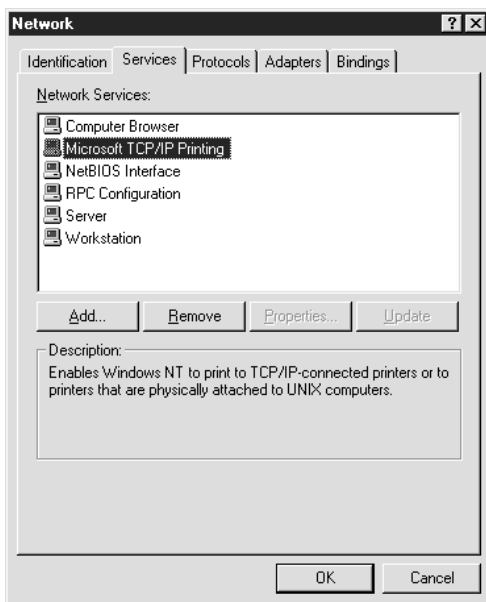 Network
? X
Identification Services Protocols Adapters Bindings
Network Services:
Computer Browser
Microsoft TCP/IP Printing
NetBIOS Interface
RPC Configuration
Server
Workstation
Add... Remove Properties... Update
Description:
Enables Windows NT to print to TCP/IP-connected printers or to
printers that are physically attached to UNIX computers.
OK Cancel